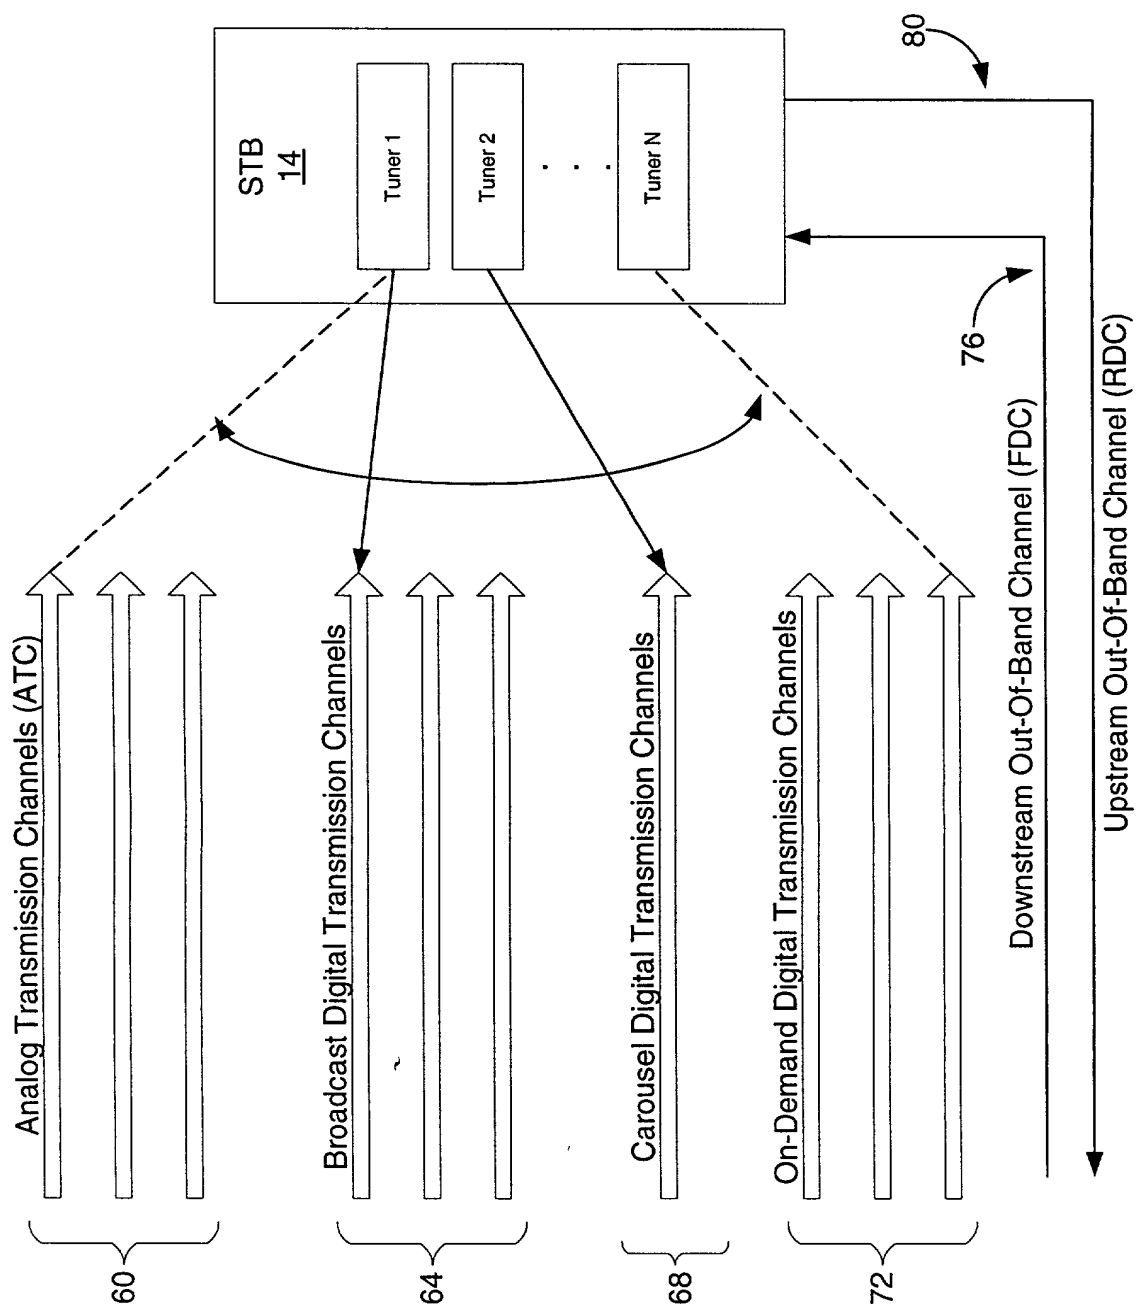 Analog Transmission Channels (ATC)
60
Broadcast Digital Transmission Channels
64
Carousel Digital Transmission Channels
68
On-Demand Digital Transmission Channels
72
STB
14
Tuner 1
Tuner 2
. . .
Tuner N
Downstream Out-Of-Band Channel (FDC)
76
Upstream Out-Of-Band Channel (RDC)
80